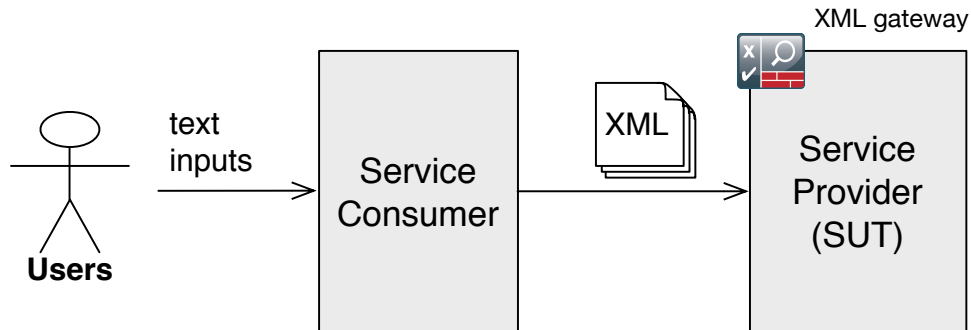 XML gateway
text
inputs
XML
Service
Consumer
Service
Provider
(SUT)
Users